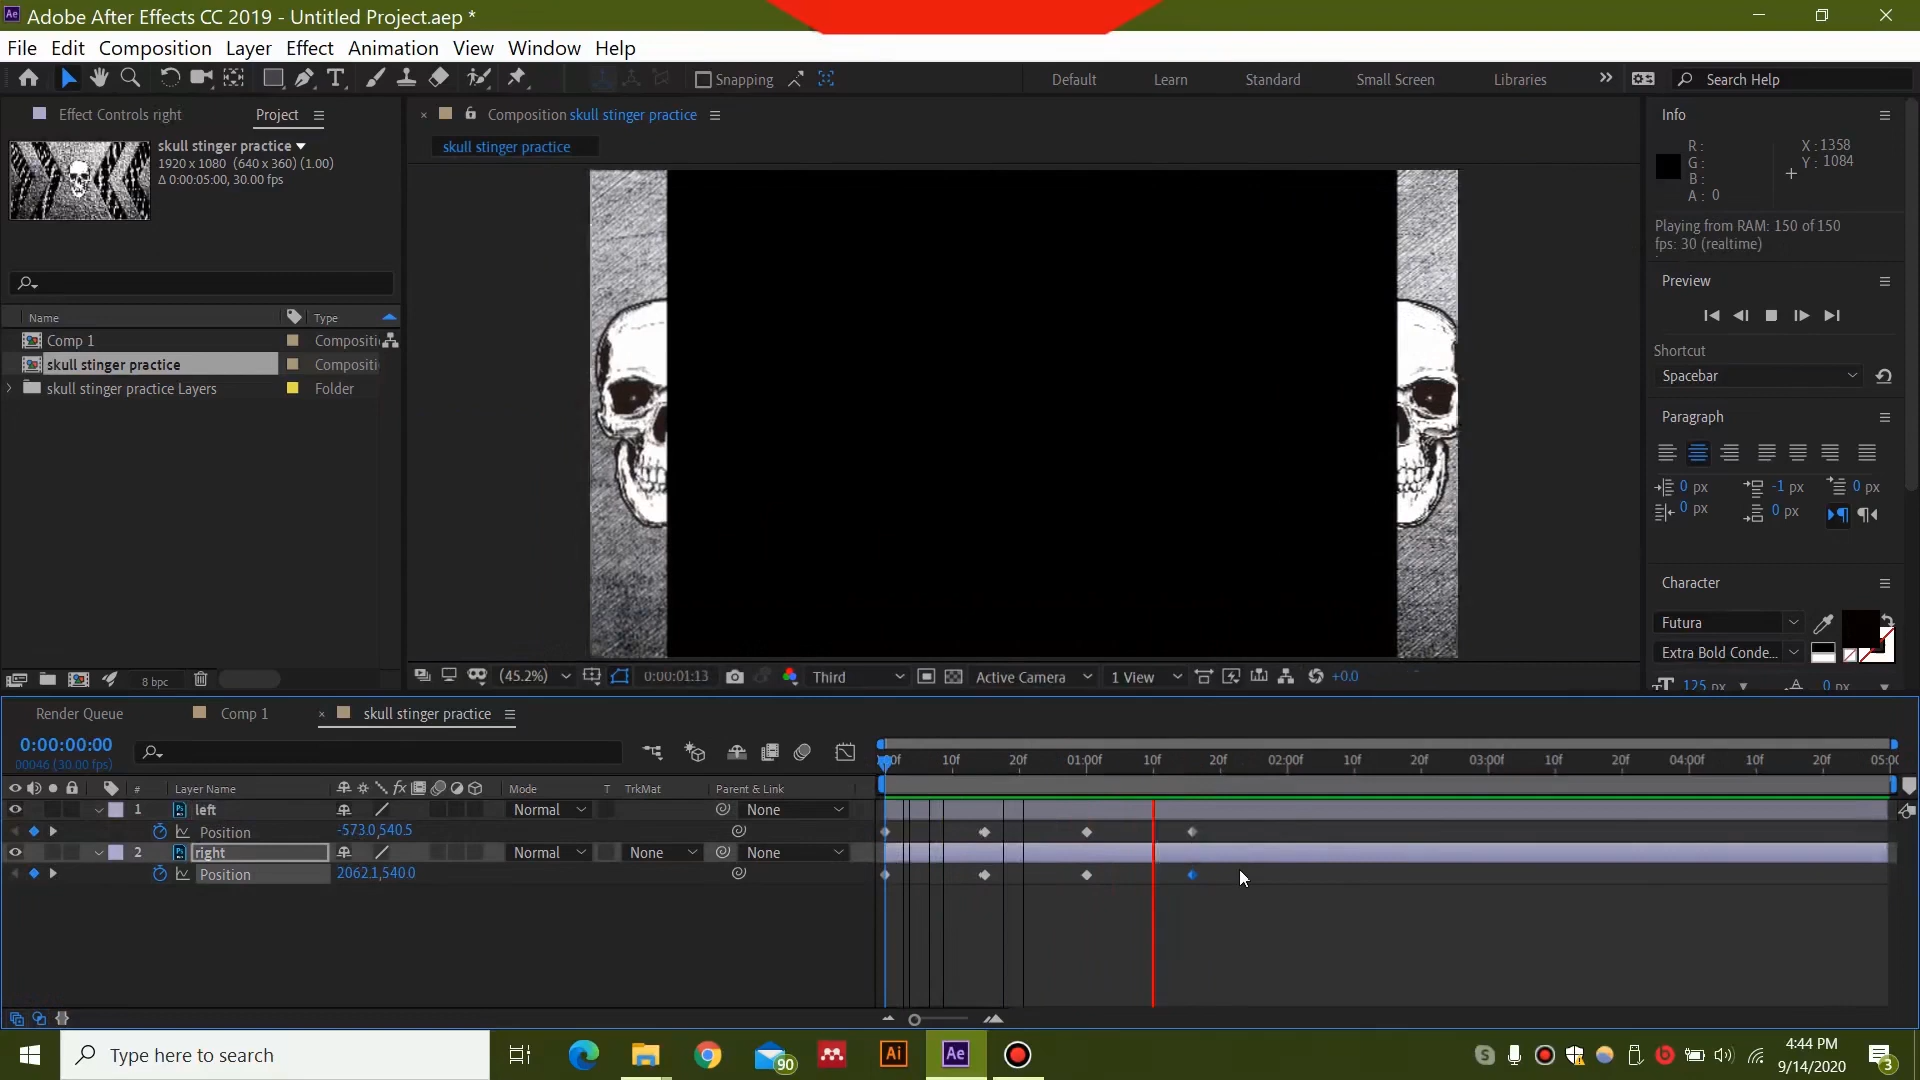 Adobe After Effects CC 2019 - Untitled Project.aep *
File Edit Composition Layer Effect Animation View Window Help
Snapping
Default Learn Standard Small Screen Libraries
Search Help
Effect Controls right
Project
skull stinger practice
1920 x 1080 (640 x 360) (1.00)
Δ 0:00:05:00, 30.00 fps
Name Type
Comp 1 Compositi
skull stinger practice Compositi
skull stinger practice Layers Folder
8 bpc
Composition skull stinger practice
skull stinger practice
(45.2%) 0:00:01:13 Third Active Camera 1 View +0.0
Info
R :
G :
B :
A : 0
X : 1358
Y : 1084
Playing from RAM: 150 of 150
fps: 30 (realtime)
Preview
Shortcut
Spacebar
Paragraph
0 px -1 px 0 px
0 px 0 px
Character
Futura
Extra Bold Conde...
125 px 0 px
Render Queue Comp 1 skull stinger practice
0:00:00:00
00046 (30.00 fps)
10f 20f 01:00f 10f 20f 02:00f 10f 20f 03:00f 10f 20f 04:00f 10f 20f
# Layer Name Mode T TrkMat Parent & Link
1 left Normal None
Position -573.0,540.5
2 right Normal None None
Position 2062.1,540.0
Type here to search
90
Ai
Ae
4:44 PM
9/14/2020
3